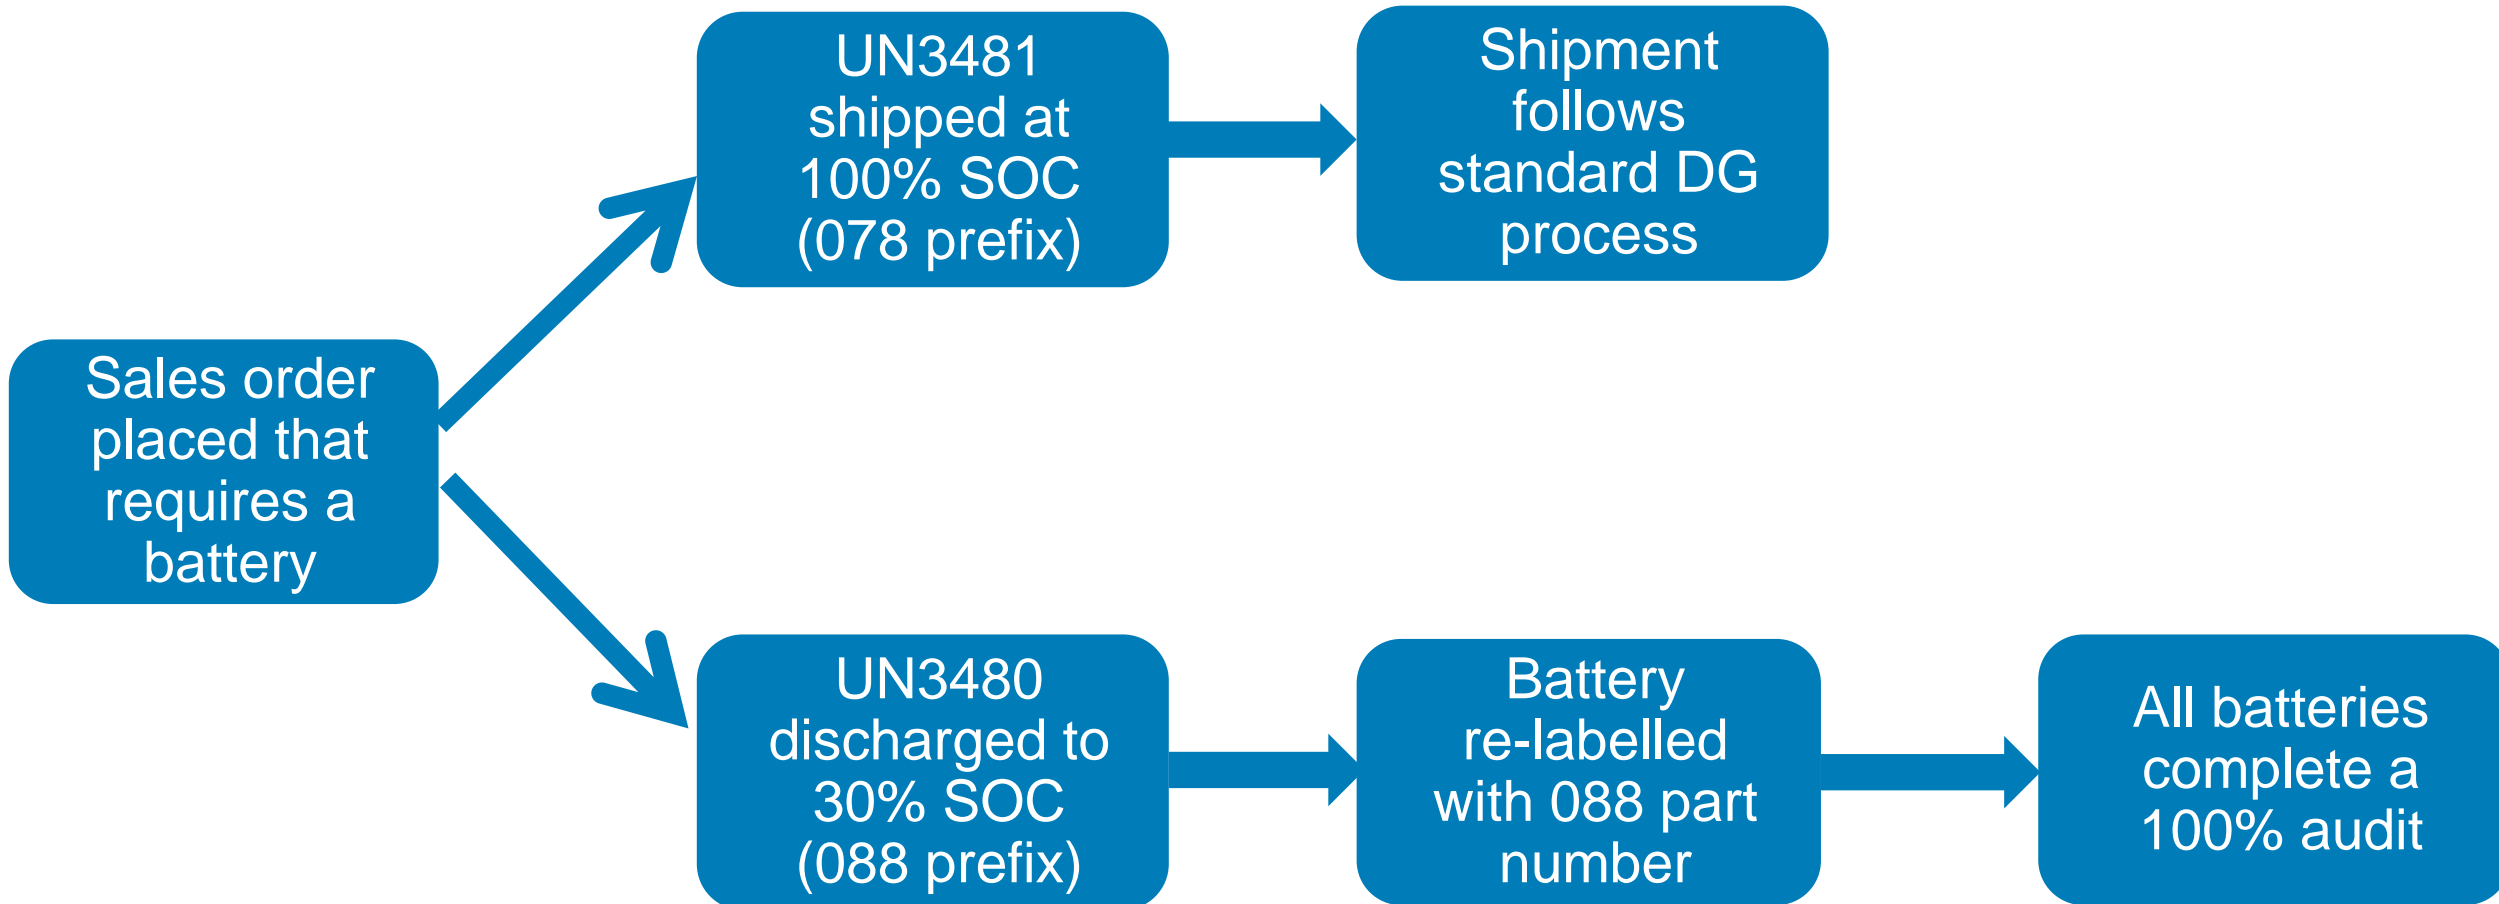 Sales order
placed that
requires a
battery
UN3481
shipped at
100% SOC
(078 prefix)
Shipment
follows
standard DG
process
UN3480
discharged to
30% SOC
(088 prefix)
Battery
re-labelled
with 088 part
number
All batteries
complete a
100% audit